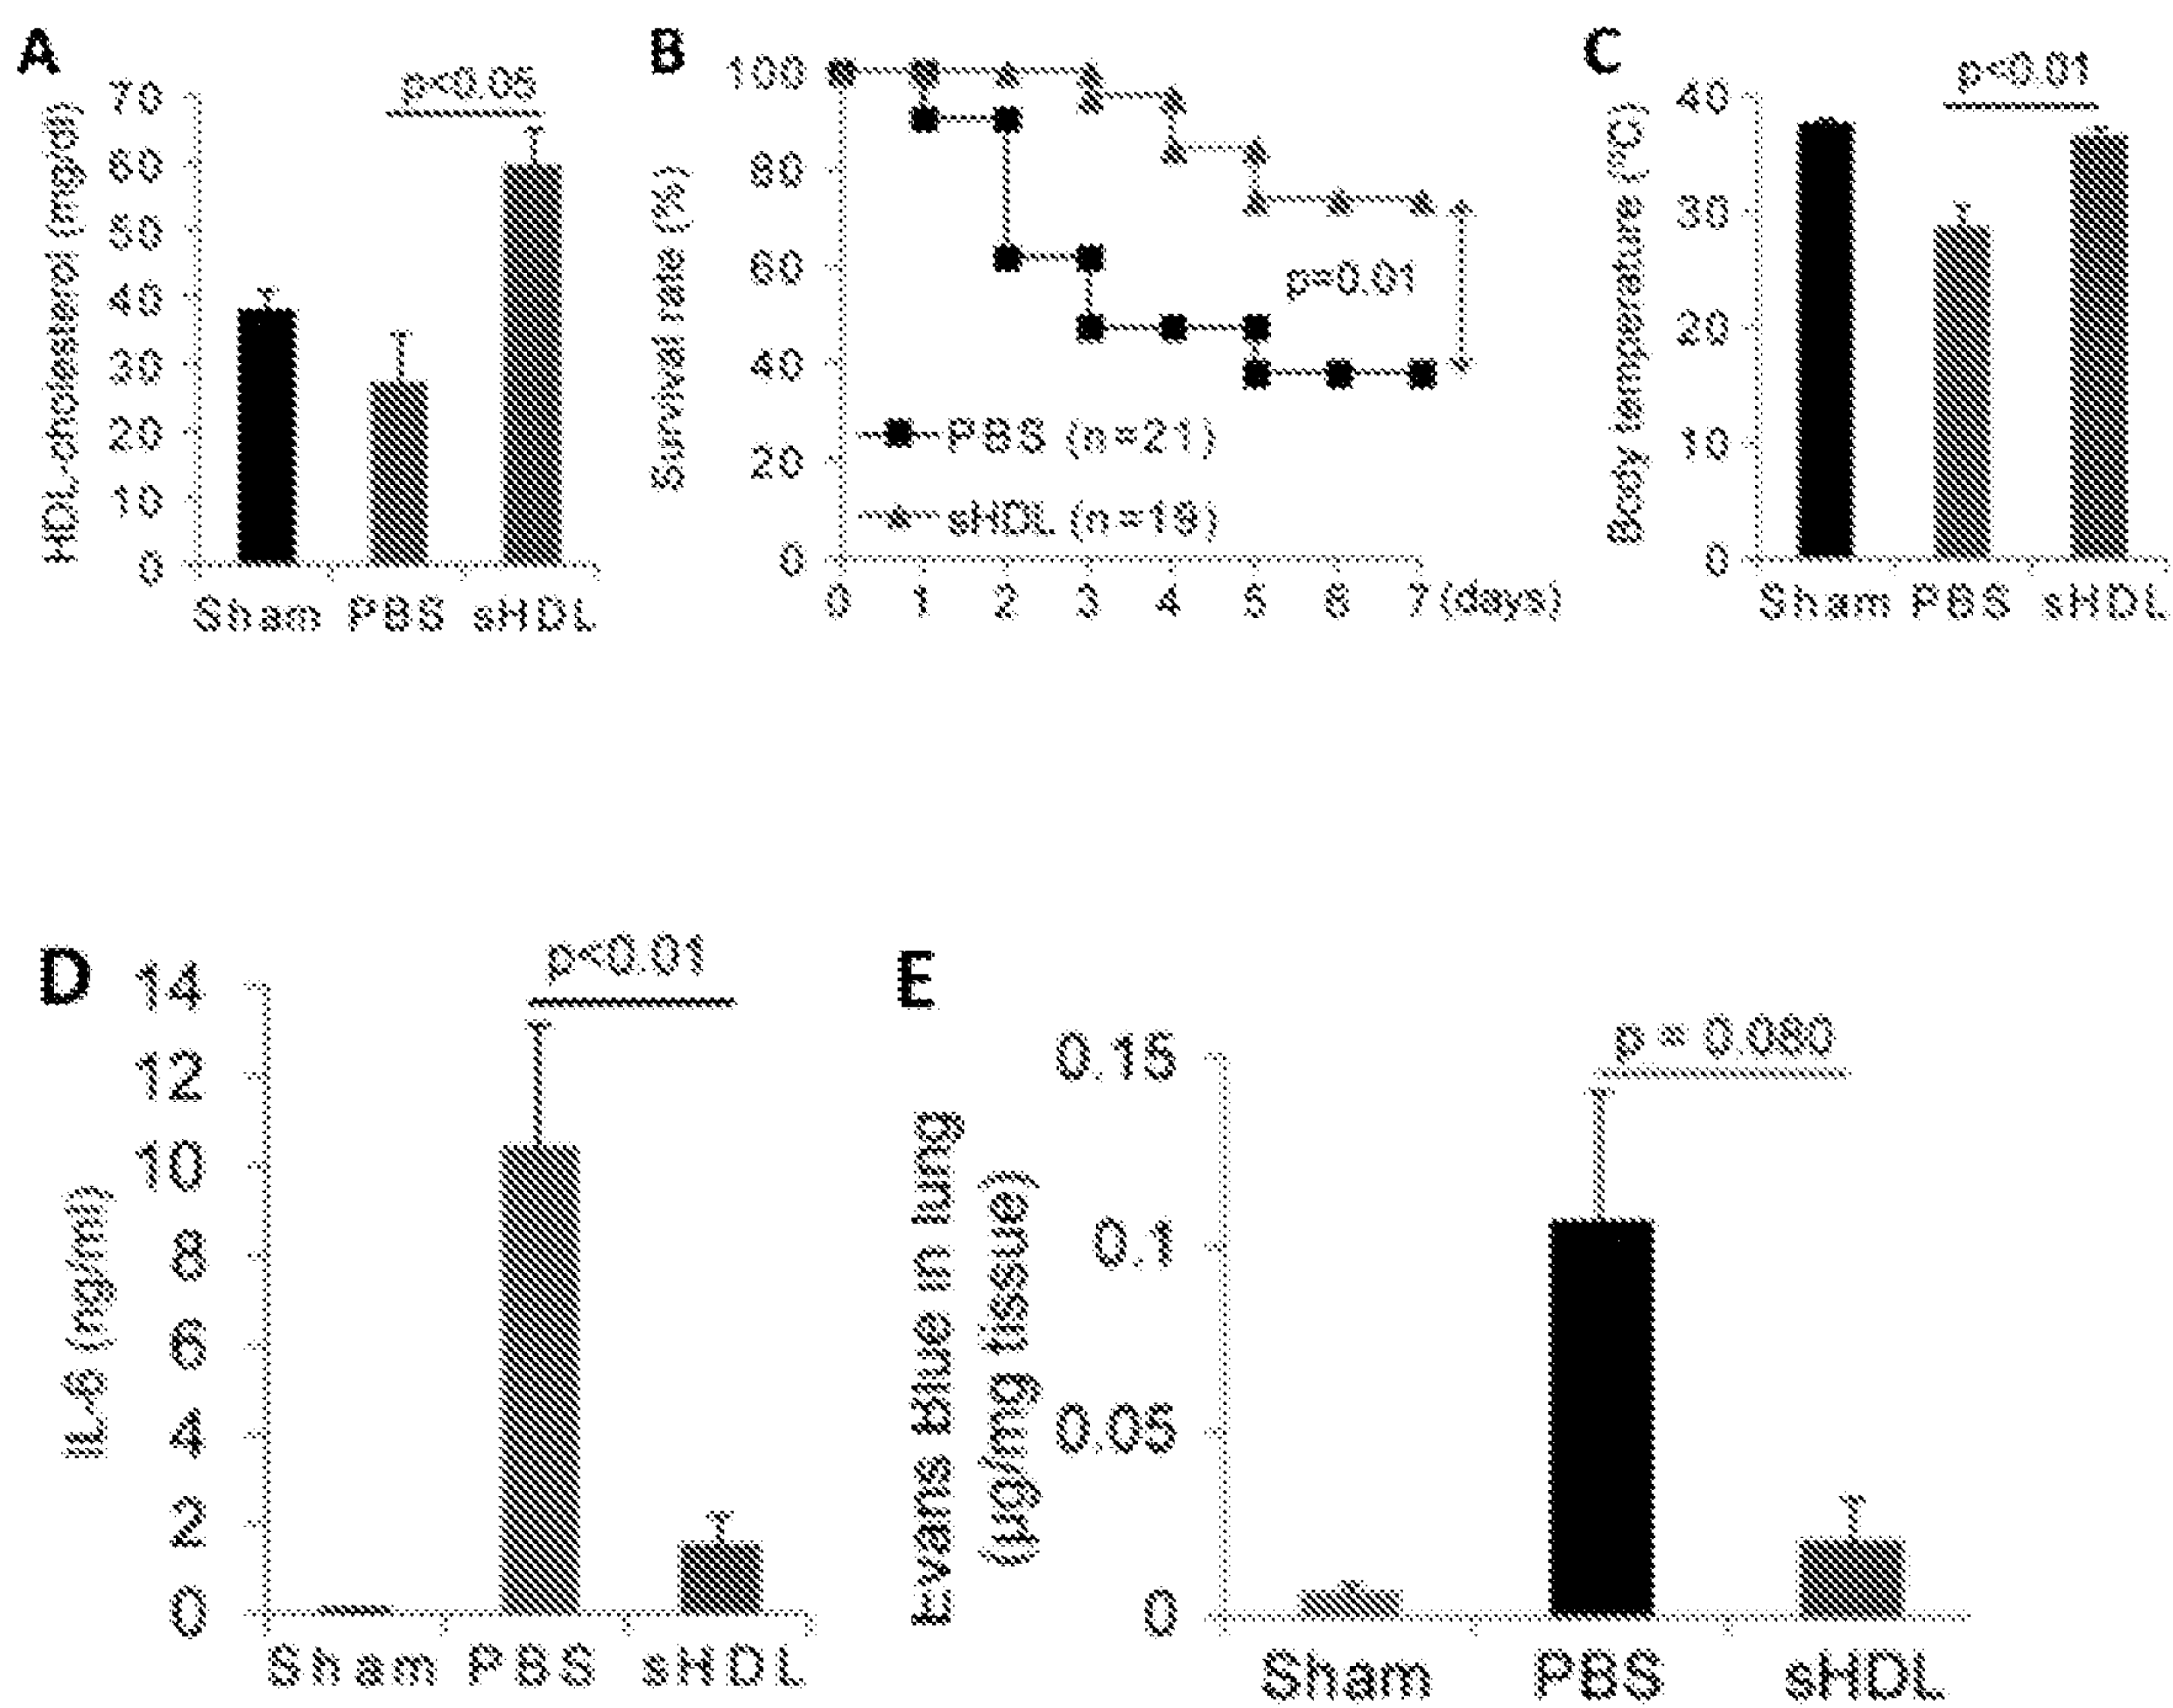 A
HDL-cholesterol (mg/dl)
70
60
50
40
30
20
10
0
p<0.05
Sham PBS sHDL
B
Survival rate (%)
100
80
60
40
20
0
p=0.01
PBS (n=21)
sHDL (n=19)
0 1 2 3 4 5 6 7 (days)
C
Body temperature (°C)
40
30
20
10
0
p<0.01
Sham PBS sHDL
D
IL-6 (ng/ml)
14
12
10
8
6
4
2
0
p<0.01
Sham PBS sHDL
E
Evans Blue in lung
(µg/mg tissue)
0.15
0.1
0.05
0
p = 0.080
Sham PBS sHDL